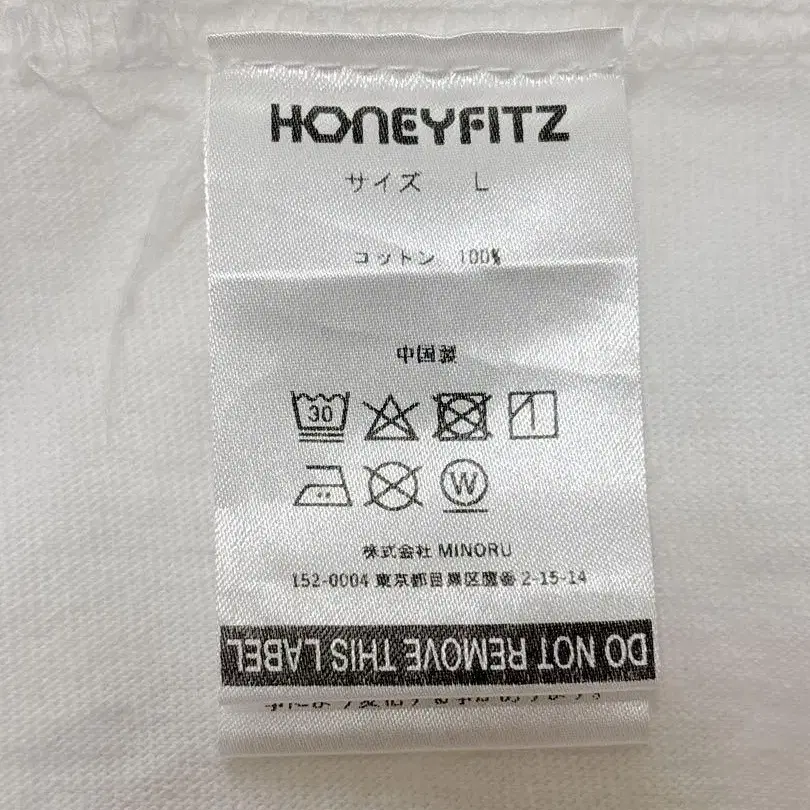 HONEYFITZ
サイズ L
コットン 100%
中国製
30
W
株式会社 MINORU
152-0004 東京都目黒区鷹番 2-15-14
DO NOT REMOVE THIS LABEL